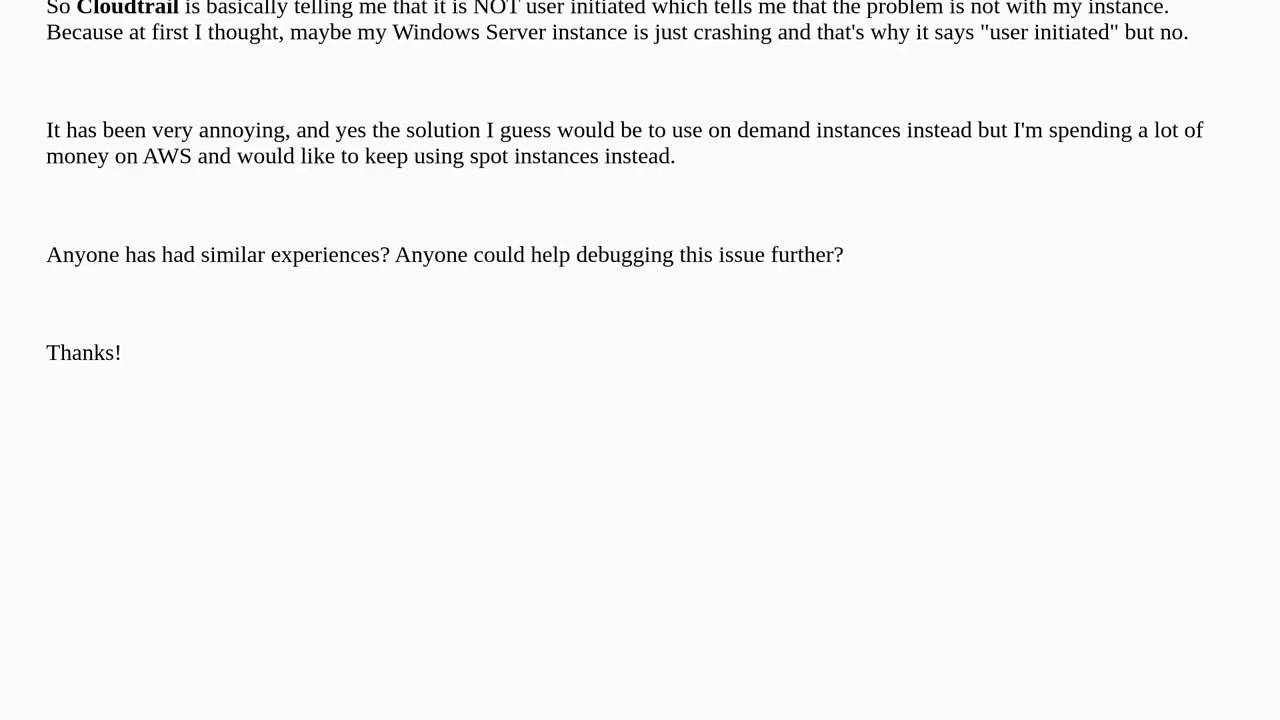 So Cloudtrail is basically telling me that it is NOT user initiated which tells me that the problem is not with my instance.
Because at first I thought, maybe my Windows Server instance is just crashing and that's why it says "user initiated" but no.
It has been very annoying, and yes the solution I guess would be to use on demand instances instead but I'm spending a lot of
money on AWS and would like to keep using spot instances instead.
Anyone has had similar experiences? Anyone could help debugging this issue further?
Thanks!